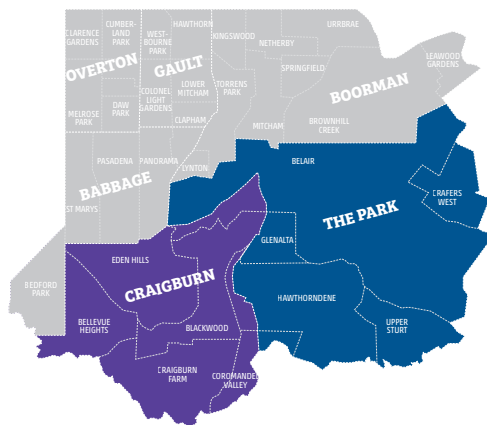 CLARENCE
GARDENS
CUMBER-
LAND
PARK
WEST-
BOURNE
PARK
HAWTHORN
KINGSWOOD
NETHERBY
URRBRAE
LEAWOOD
GARDENS
OVERTON
GAULT
SPRINGFIELD
BOORMAN
MELROSE
PARK
DAW
PARK
COLONEL
LIGHT
GARDENS
LOWER
MITCHAM
TORRENS
PARK
CLAPHAM
MITCHAM
BROWNHILL
CREEK
PASADENA
PANORAMA
LYNTON
BELAIR
BABBAGE
ST MARYS
CRAFERS
WEST
THE PARK
GLENALTA
EDEN HILLS
CRAIGBURN
BEDFORD
PARK
HAWTHORNDENE
BELLEVUE
HEIGHTS
BLACKWOOD
UPPER
STURT
CRAIGBURN
FARM
COROMANDEL
VALLEY